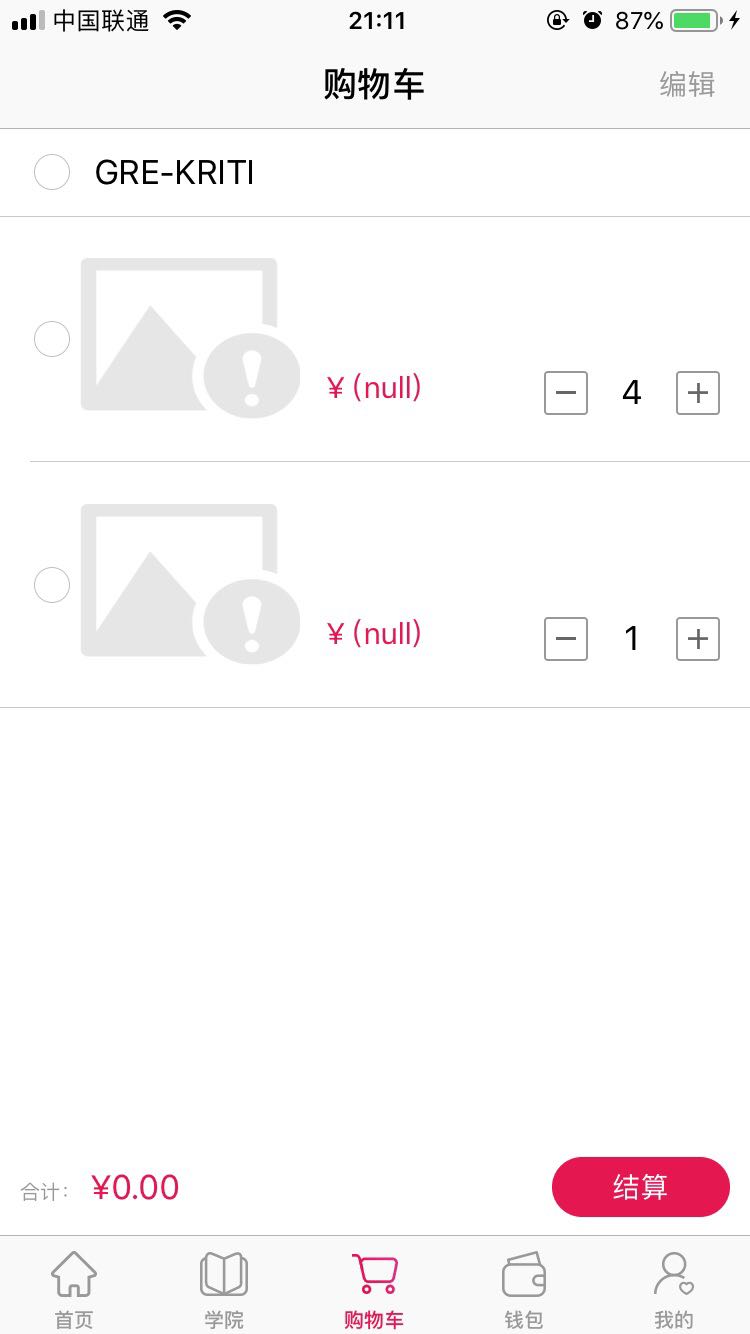 中国联通 21:11 87%
购物车 编辑
GRE-KRITI
¥ (null) 4
¥ (null) 1
合计: ¥0.00 结算
首页 学院 购物车 钱包 我的